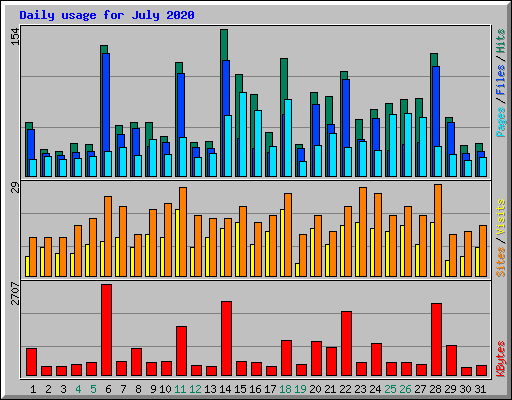 Daily usage for July 2020
154
Pages / Files / Hits
29
Sites / Visits
2707
KBytes
1 2 3 4 5 6 7 8 9 10 11 12 13 14 15 16 17 18 19 20 21 22 23 24 25 26 27 28 29 30 31